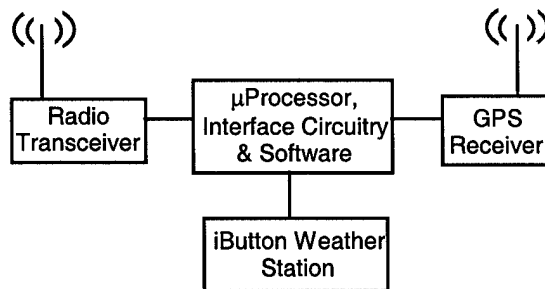 Radio
Transceiver
µProcessor,
Interface Circuitry
& Software
GPS
Receiver
iButton Weather
Station